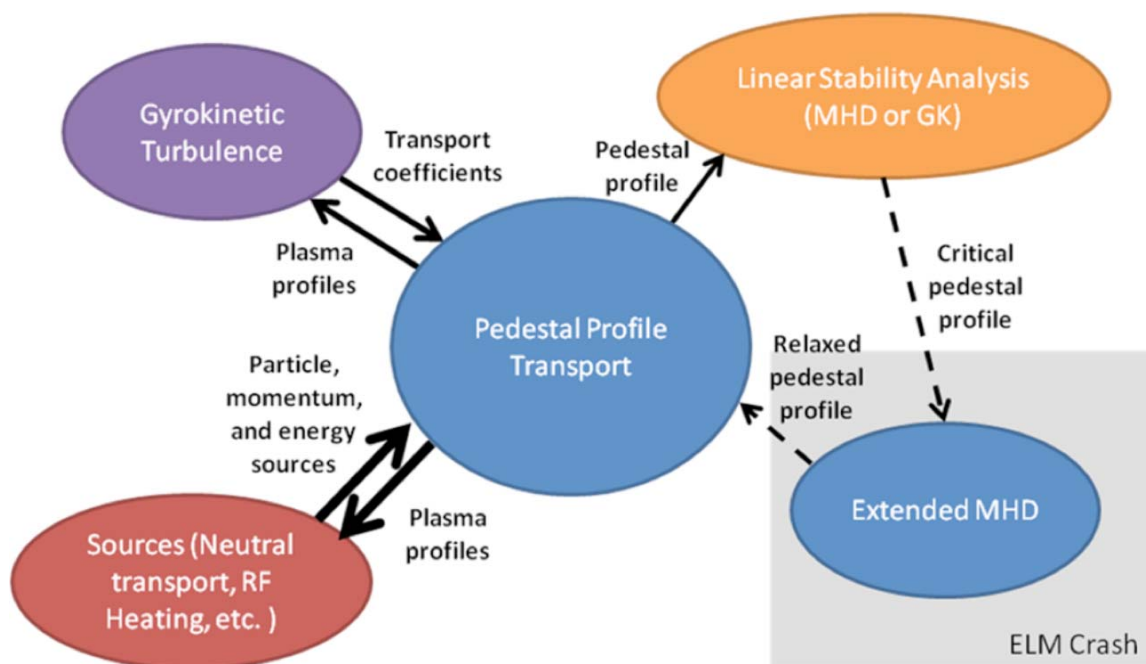 Gyrokinetic
Turbulence
Transport
coefficients
Plasma
profiles
Linear Stability Analysis
(MHD or GK)
Pedestal
profile
Pedestal Profile
Transport
Critical
pedestal
profile
Relaxed
pedestal
profile
Particle,
momentum,
and energy
sources
Plasma
profiles
Sources (Neutral
transport, RF
Heating, etc. )
Extended MHD
ELM Crash